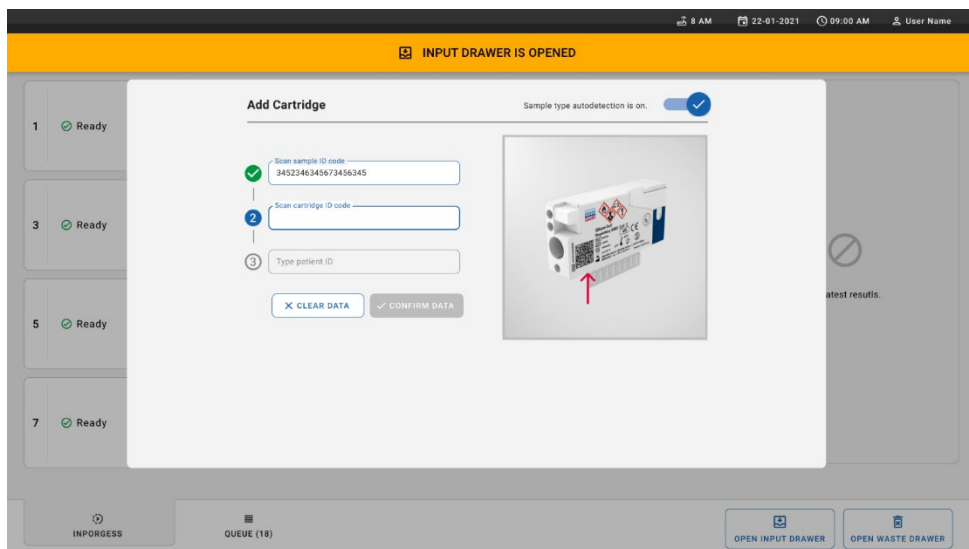 8 AM 22-01-2021 09:00 AM User Name
INPUT DRAWER IS OPENED
Add Cartridge
Sample type autodetection is on.
1 Ready
Scan sample ID code
3452346345673456345
Scan cartridge ID code
2
3 Ready
3 Type patient ID
CLEAR DATA CONFIRM DATA
atest resutls.
5 Ready
7 Ready
INPORGESS
QUEUE (18)
OPEN INPUT DRAWER
OPEN WASTE DRAWER